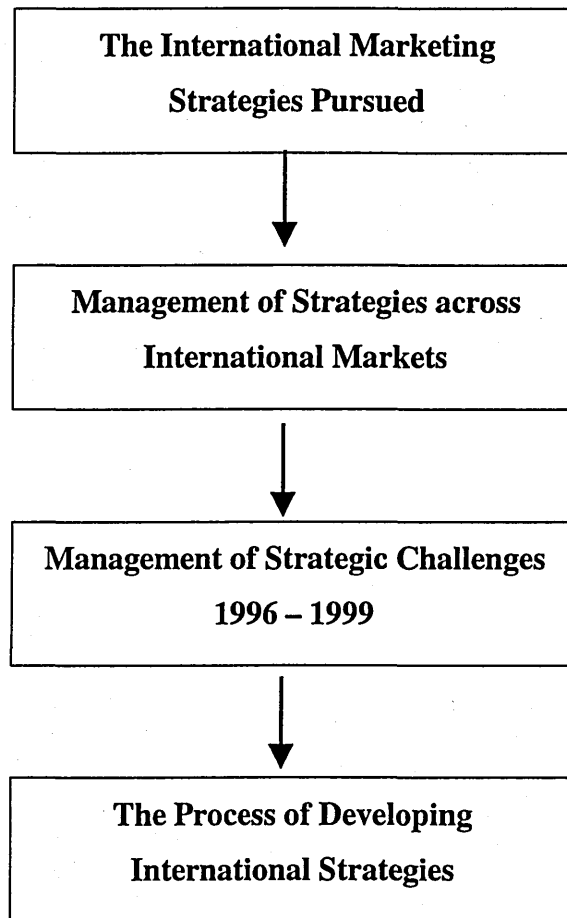 The International Marketing
Strategies Pursued
Management of Strategies across
International Markets
Management of Strategic Challenges
1996 – 1999
The Process of Developing
International Strategies